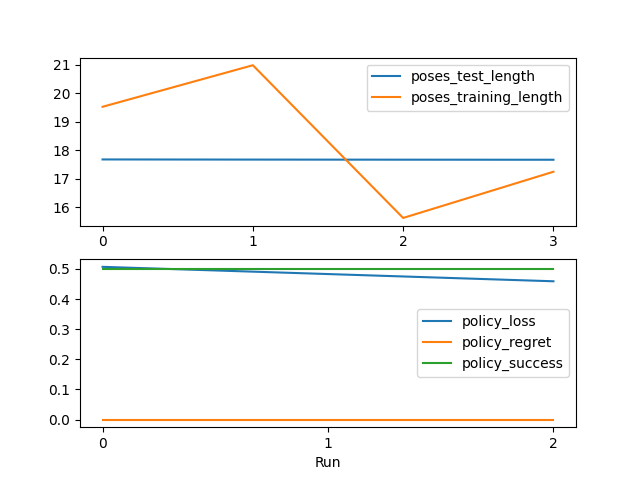 21
20
19
18
17
16
poses_test_length
poses_training_length
0 1 2 3
0.5
0.4
0.3
0.2
0.1
0.0
policy_loss
policy_regret
policy_success
0 1 2
Run